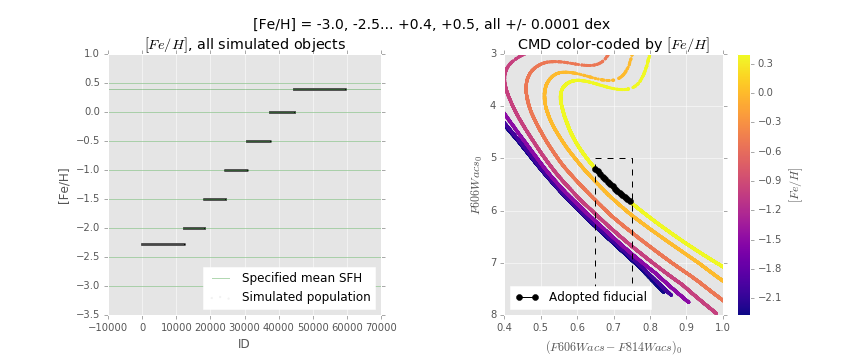 [Fe/H] = -3.0, -2.5... +0.4, +0.5, all +/- 0.0001 dex
[Fe/H], all simulated objects
1.0
0.5
0.0
−0.5
−1.0
−1.5
−2.0
−2.5
−3.0
−3.5
[Fe/H]
Specified mean SFH
Simulated population
−10000 0 10000 20000 30000 40000 50000 60000 70000
ID
CMD color-coded by [Fe/H]
3
4
5
6
7
8
F606Wacs₀
Adopted fiducial
0.4 0.5 0.6 0.7 0.8 0.9 1.0
(F606Wacs − F814Wacs)₀
0.3
0.0
−0.3
−0.6
−0.9
−1.2
−1.5
−1.8
−2.1
[Fe/H]